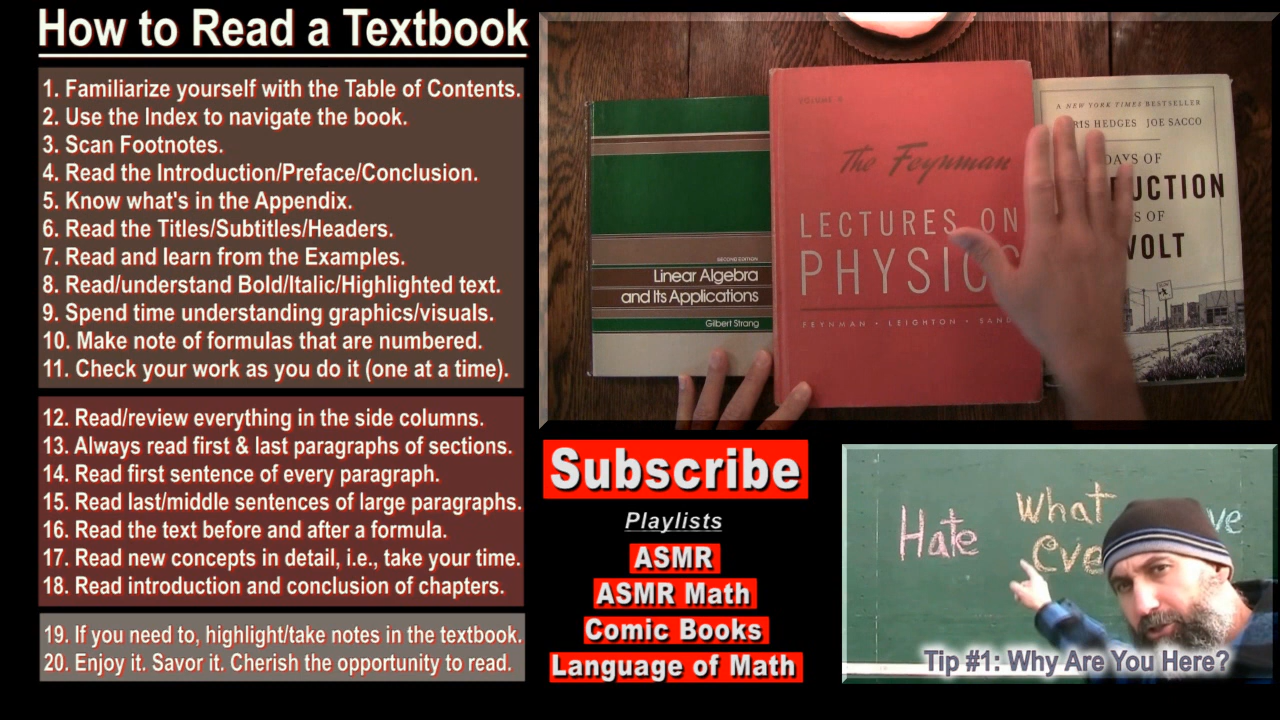 How to Read a Textbook
1. Familiarize yourself with the Table of Contents.
2. Use the Index to navigate the book.
3. Scan Footnotes.
4. Read the Introduction/Preface/Conclusion.
5. Know what's in the Appendix.
6. Read the Titles/Subtitles/Headers.
7. Read and learn from the Examples.
8. Read/understand Bold/Italic/Highlighted text.
9. Spend time understanding graphics/visuals.
10. Make note of formulas that are numbered.
11. Check your work as you do it (one at a time).
12. Read/review everything in the side columns.
13. Always read first & last paragraphs of sections.
14. Read first sentence of every paragraph.
15. Read last/middle sentences of large paragraphs.
16. Read the text before and after a formula.
17. Read new concepts in detail, i.e., take your time.
18. Read introduction and conclusion of chapters.
19. If you need to, highlight/take notes in the textbook.
20. Enjoy it. Savor it. Cherish the opportunity to read.
SECOND EDITION
Linear Algebra
and Its Applications
Gilbert Strang
VOLUME
The Feynman
LECTURES ON
PHYSIC
FEYNMAN • LEIGHTON • SAND
A NEW YORK TIMES BESTSELLER
RIS HEDGES JOE SACCO
DAYS OF
UCTION
S OF
VOLT
Subscribe
Playlists
ASMR
ASMR Math
Comic Books
Language of Math
Hate
What
eve
ve
Tip #1: Why Are You Here?